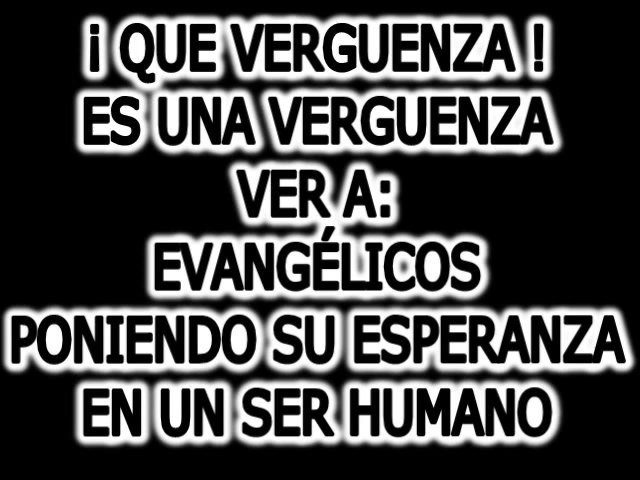 ¡ QUE VERGUENZA !
ES UNA VERGUENZA
VER A:
EVANGÉLICOS
PONIENDO SU ESPERANZA
EN UN SER HUMANO